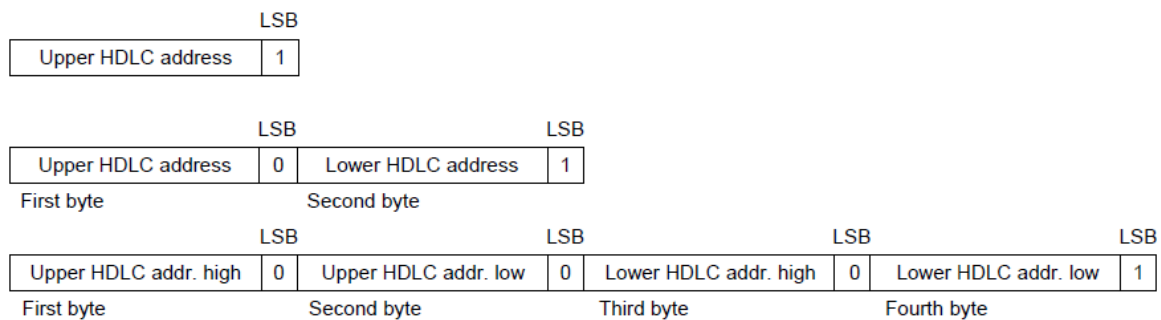 LSB
Upper HDLC address 1
LSB LSB
Upper HDLC address 0 Lower HDLC address 1
First byte Second byte
LSB LSB LSB LSB
Upper HDLC addr. high 0 Upper HDLC addr. low 0 Lower HDLC addr. high 0 Lower HDLC addr. low 1
First byte Second byte Third byte Fourth byte